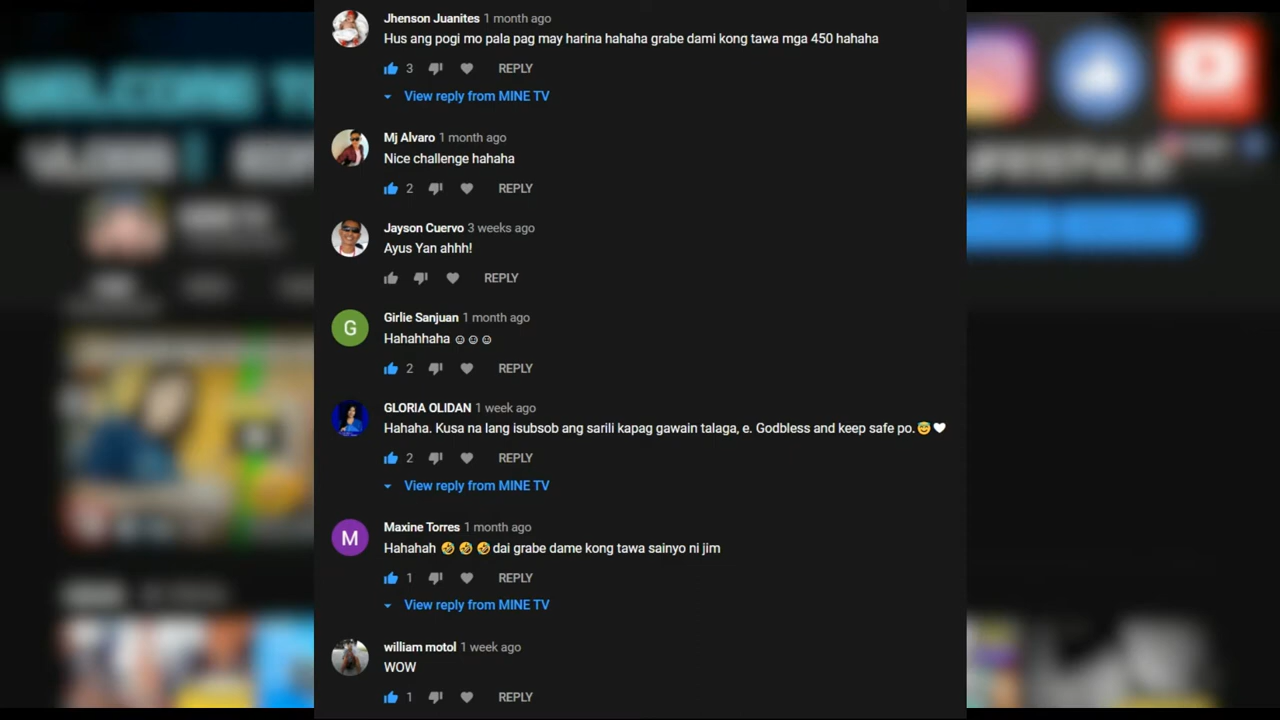 Jhenson Juanites 1 month ago
Hus ang pogi mo pala pag may harina hahaha grabe dami kong tawa mga 450 hahaha
3 REPLY
View reply from MINE TV
Mj Alvaro 1 month ago
Nice challenge hahaha
2 REPLY
Jayson Cuervo 3 weeks ago
Ayus Yan ahhh!
REPLY
G
Girlie Sanjuan 1 month ago
Hahahhaha ☺☺☺
2 REPLY
GLORIA OLIDAN 1 week ago
Hahaha. Kusa na lang isubsob ang sarili kapag gawain talaga, e. Godbless and keep safe po.😅🤍
2 REPLY
View reply from MINE TV
M
Maxine Torres 1 month ago
Hahahah 🤣 🤣 🤣 dai grabe dame kong tawa sainyo ni jim
1 REPLY
View reply from MINE TV
william motol 1 week ago
WOW
1 REPLY